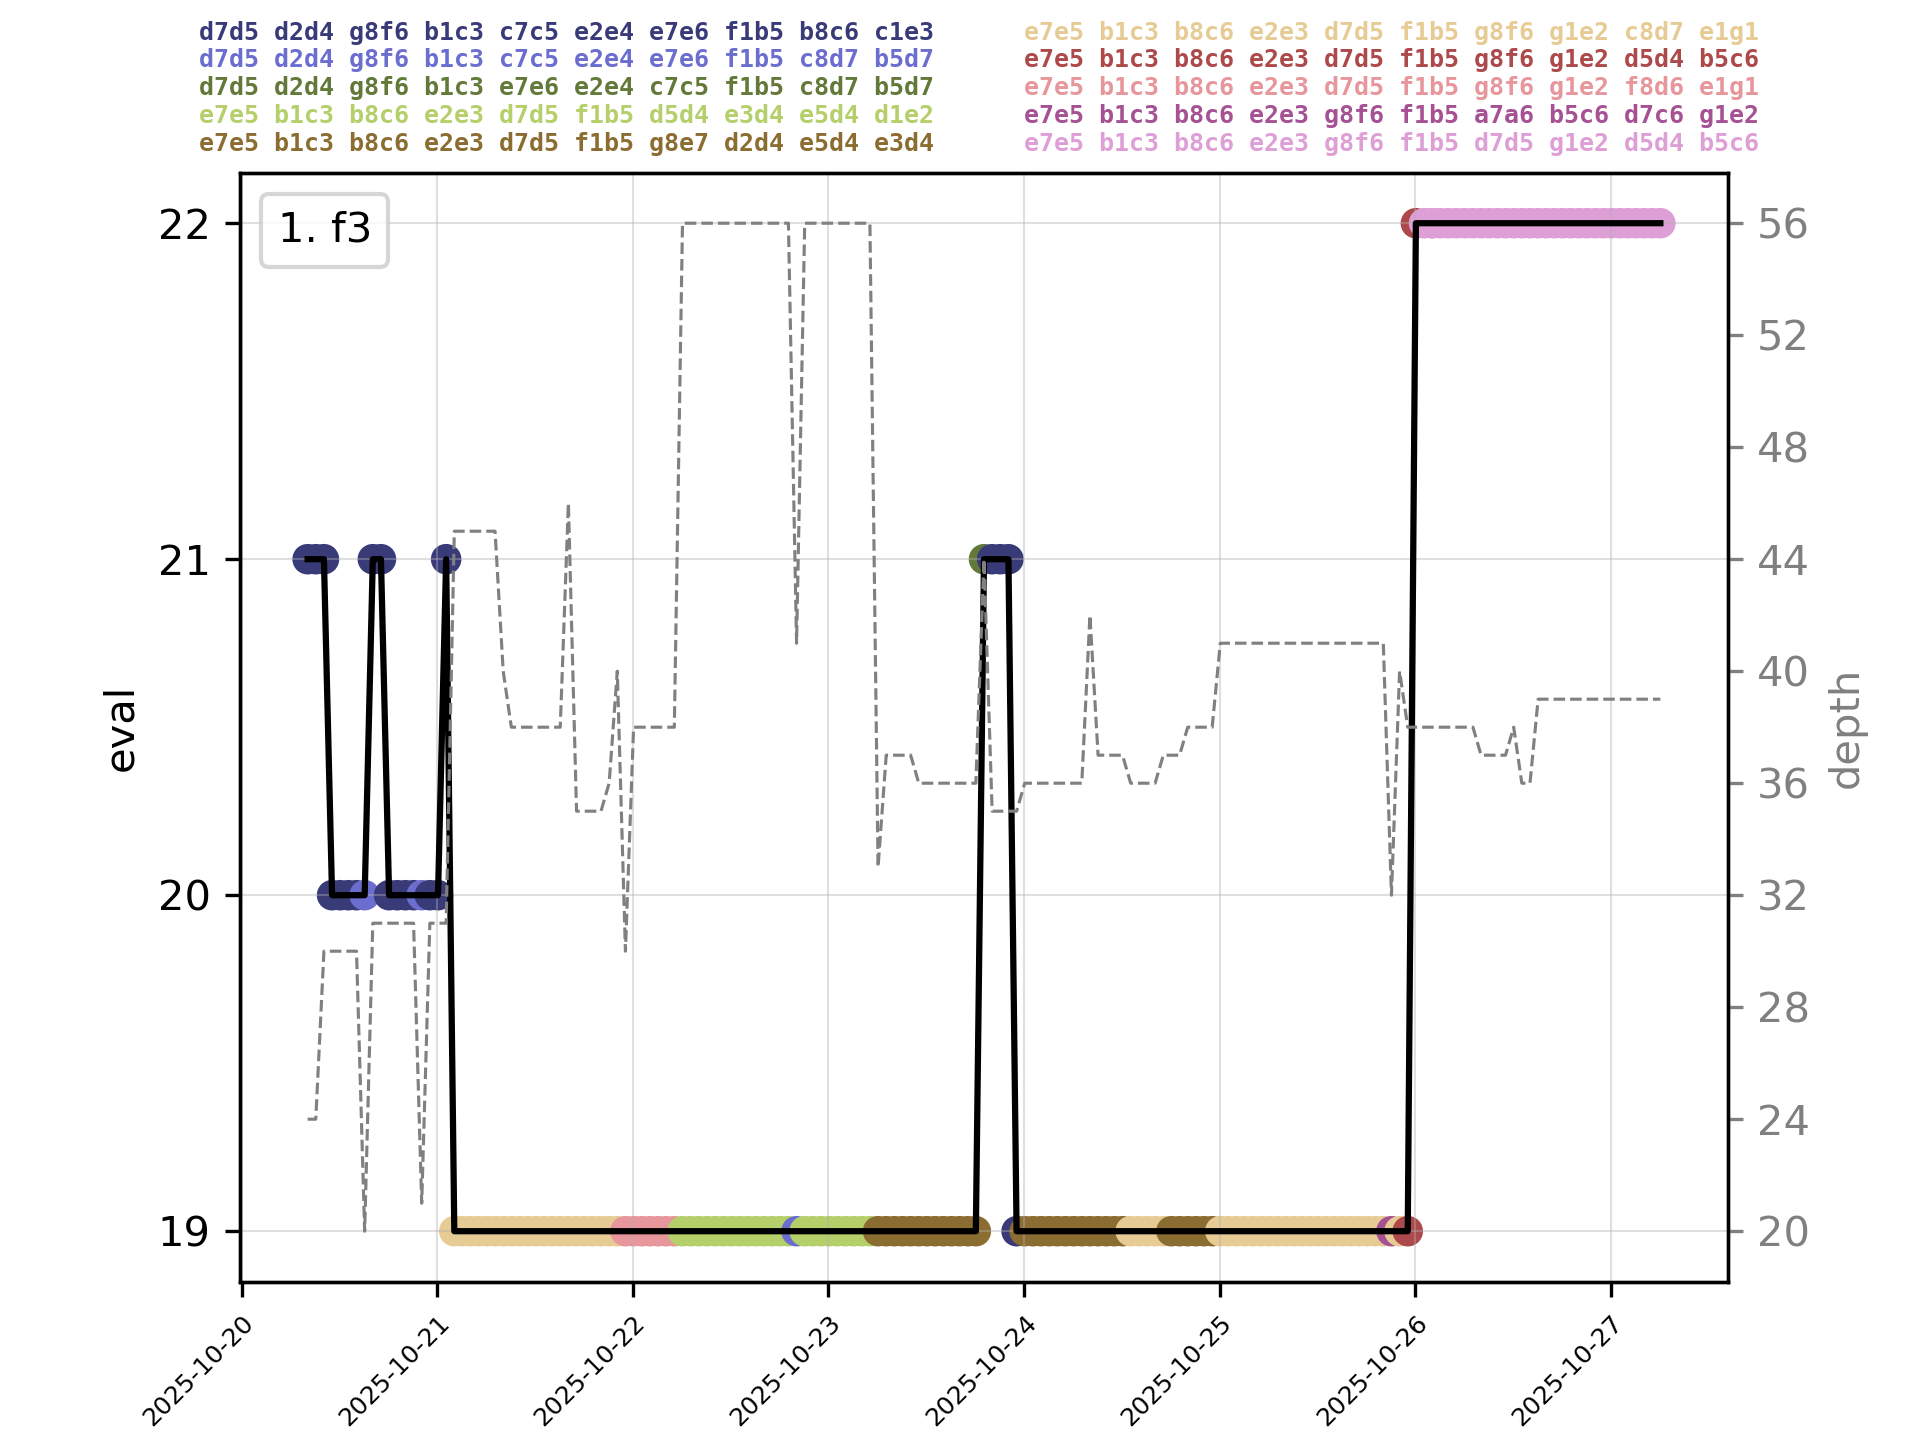 d7d5 d2d4 g8f6 b1c3 c7c5 e2e4 e7e6 f1b5 b8c6 c1e3
d7d5 d2d4 g8f6 b1c3 c7c5 e2e4 e7e6 f1b5 c8d7 b5d7
d7d5 d2d4 g8f6 b1c3 e7e6 e2e4 c7c5 f1b5 c8d7 b5d7
e7e5 b1c3 b8c6 e2e3 d7d5 f1b5 d5d4 e3d4 e5d4 d1e2
e7e5 b1c3 b8c6 e2e3 d7d5 f1b5 g8e7 d2d4 e5d4 e3d4
e7e5 b1c3 b8c6 e2e3 d7d5 f1b5 g8f6 g1e2 c8d7 e1g1
e7e5 b1c3 b8c6 e2e3 d7d5 f1b5 g8f6 g1e2 d5d4 b5c6
e7e5 b1c3 b8c6 e2e3 d7d5 f1b5 g8f6 g1e2 f8d6 e1g1
e7e5 b1c3 b8c6 e2e3 g8f6 f1b5 a7a6 b5c6 d7c6 g1e2
e7e5 b1c3 b8c6 e2e3 g8f6 f1b5 d7d5 g1e2 d5d4 b5c6
1. f3
22
21
20
19
eval
56
52
48
44
40
36
32
28
24
20
depth
2025-10-20
2025-10-21
2025-10-22
2025-10-23
2025-10-24
2025-10-25
2025-10-26
2025-10-27